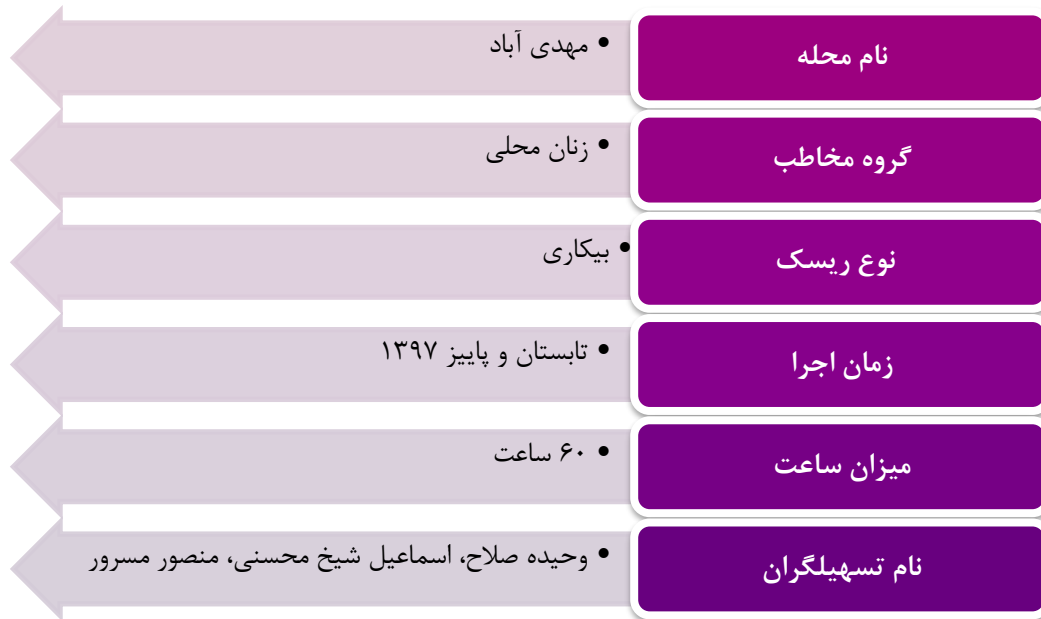 نام محله
• مهدی آباد
گروه مخاطب
• زنان محلی
نوع ریسک
• بیکاری
زمان اجرا
• تابستان و پاییز ۱۳۹۷
میزان ساعت
• ۶۰ ساعت
نام تسهیلگران
• وحیده صلاح، اسماعیل شیخ محسنی، منصور مسرور